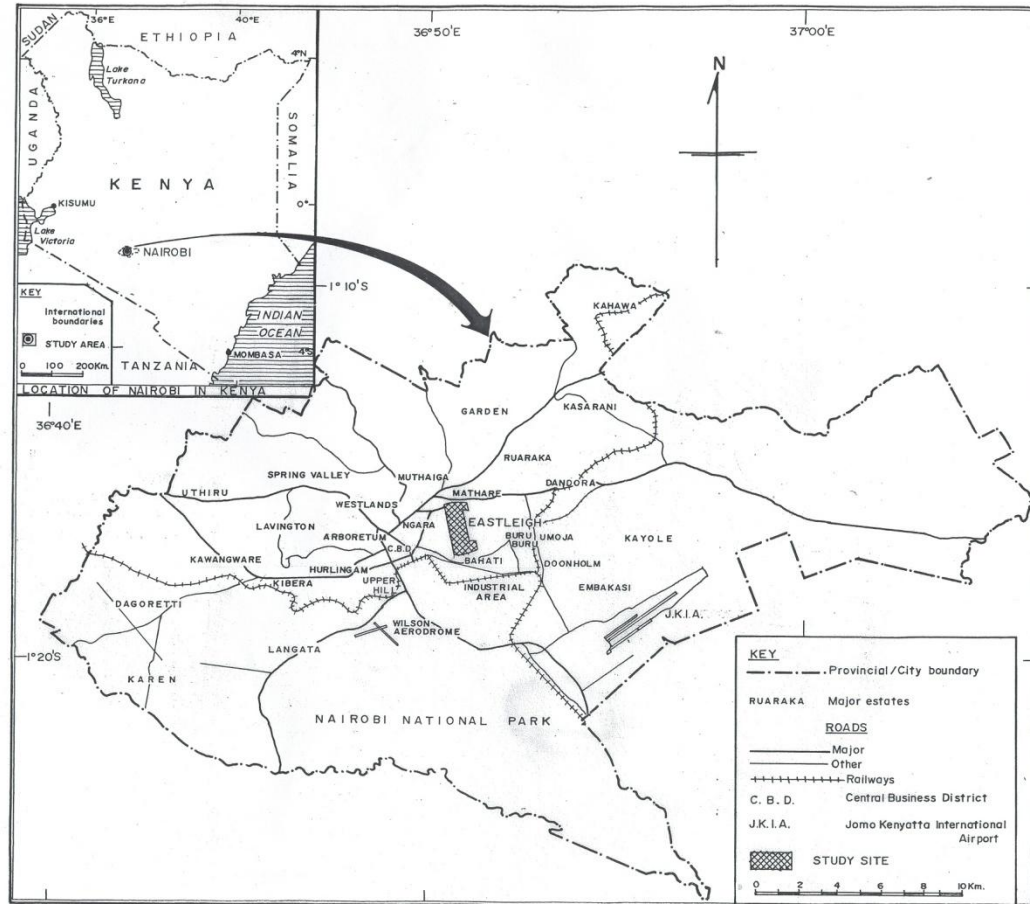 36°E
40°E
SUDAN
ETHIOPIA
4°N
Lake
Turkana
UGANDA
SOMALIA
KENYA
KISUMU
0°
Lake
Victoria
NAIROBI
KEY
International
boundaries
STUDY AREA
0 100 200Km.
INDIAN
OCEAN
MOMBASA
4°S
TANZANIA
LOCATION OF NAIROBI IN KENYA
36°50'E
37°00'E
N
1°10'S
36°40'E
KAHAWA
GARDEN
KASARANI
RUARAKA
SPRING VALLEY
MUTHAIGA
DANDORA
UTHIRU
MATHARE
WESTLANDS
NGARA
EASTLEIGH
LAVINGTON
ARBORETUM
BURU
BURU
UMOJA
KAYOLE
C.B.D
KAWANGWARE
BAHATI
DOONHOLM
HURLINGAM
KIBERA
UPPER
HILL
INDUSTRIAL
AREA
EMBAKASI
DAGORETTI
J.K.I.A.
WILSON
AERODROME
LANGATA
1°20'S
KAREN
NAIROBI NATIONAL PARK
KEY
Provincial/City boundary
RUARAKA Major estates
ROADS
Major
Other
Railways
C. B. D. Central Business District
J.K.I.A. Jomo Kenyatta International
Airport
STUDY SITE
0 2 4 6 8 10 Km.